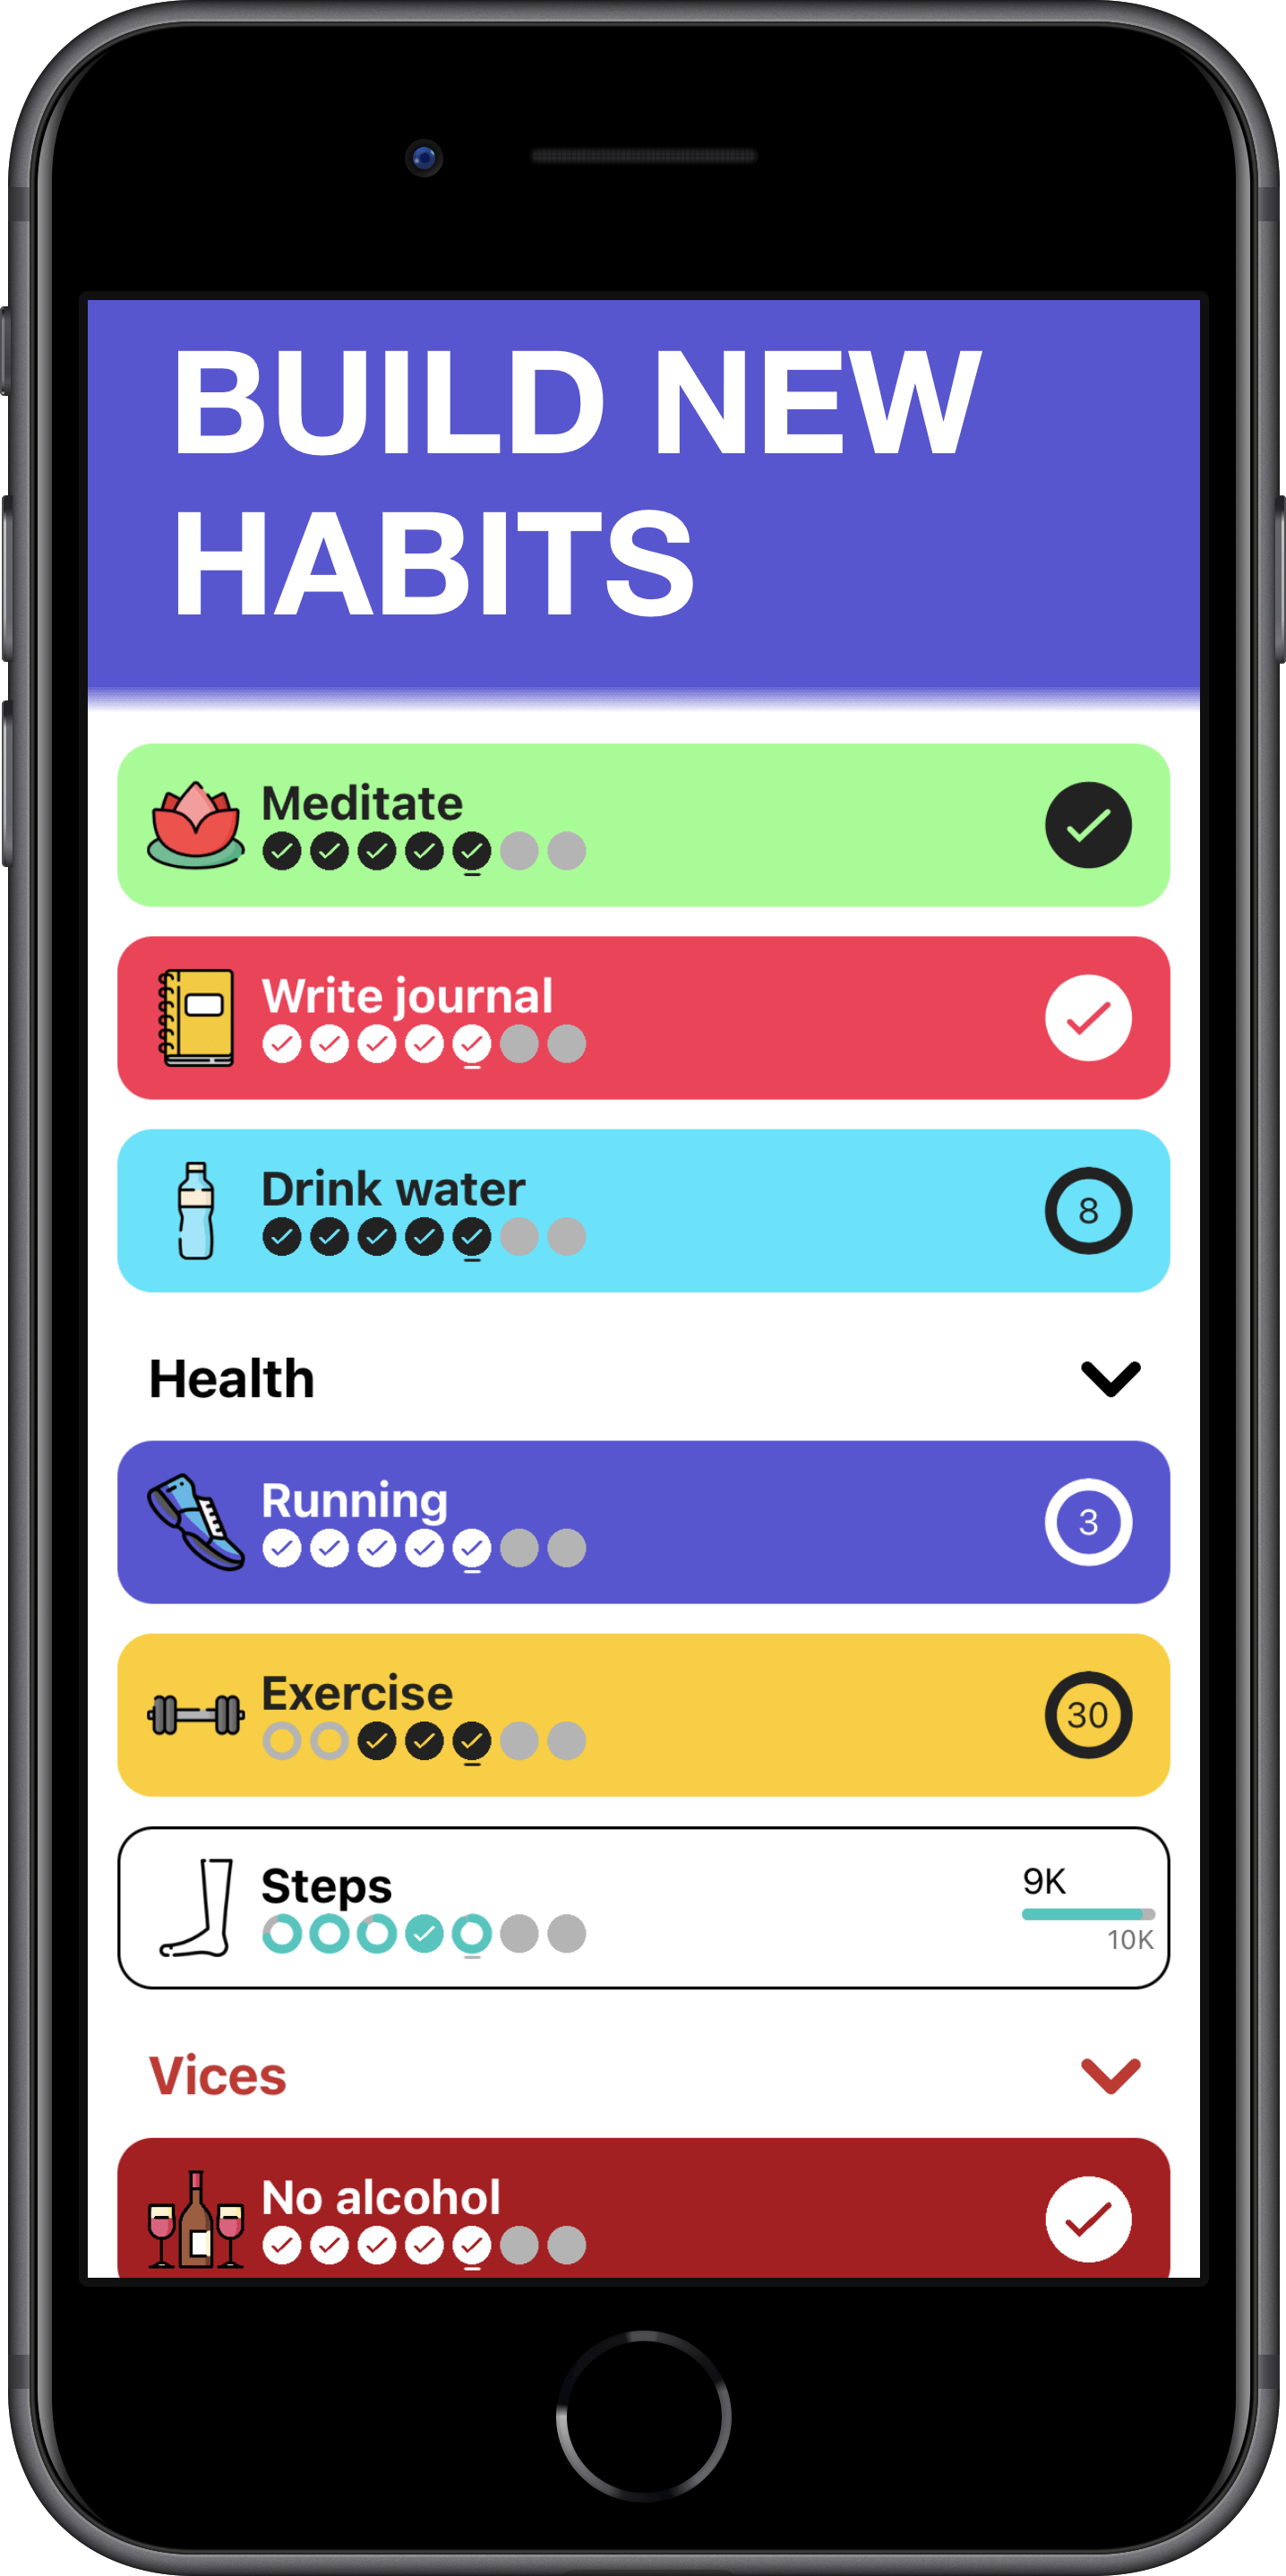 BUILD NEW
HABITS
Meditate
Write journal
Drink water
8
Health
Running
3
Exercise
30
Steps
9K
10K
Vices
No alcohol